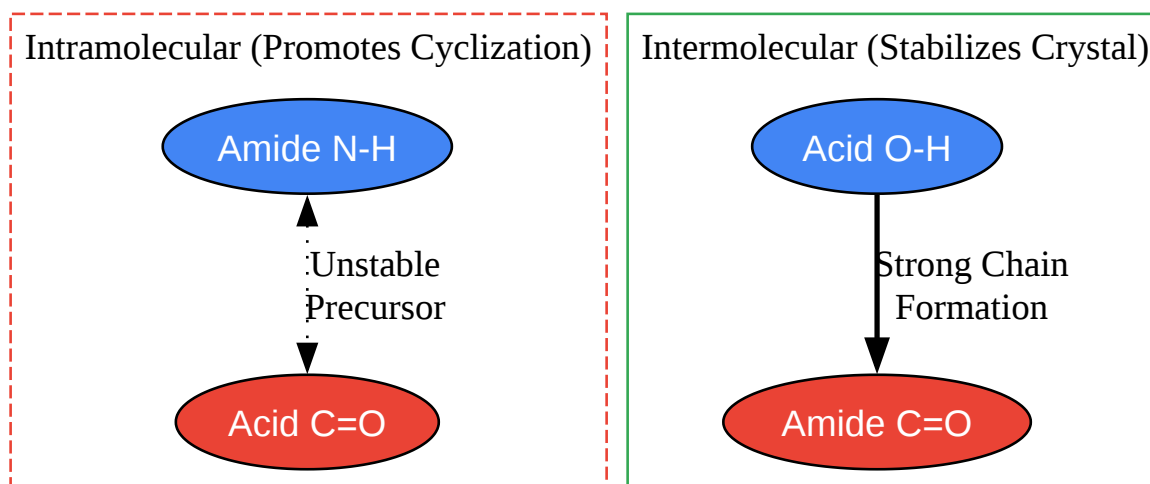 Intramolecular (Promotes Cyclization)
Amide N-H
Unstable
Precursor
Acid C=O
Intermolecular (Stabilizes Crystal)
Acid O-H
Strong Chain
Formation
Amide C=O